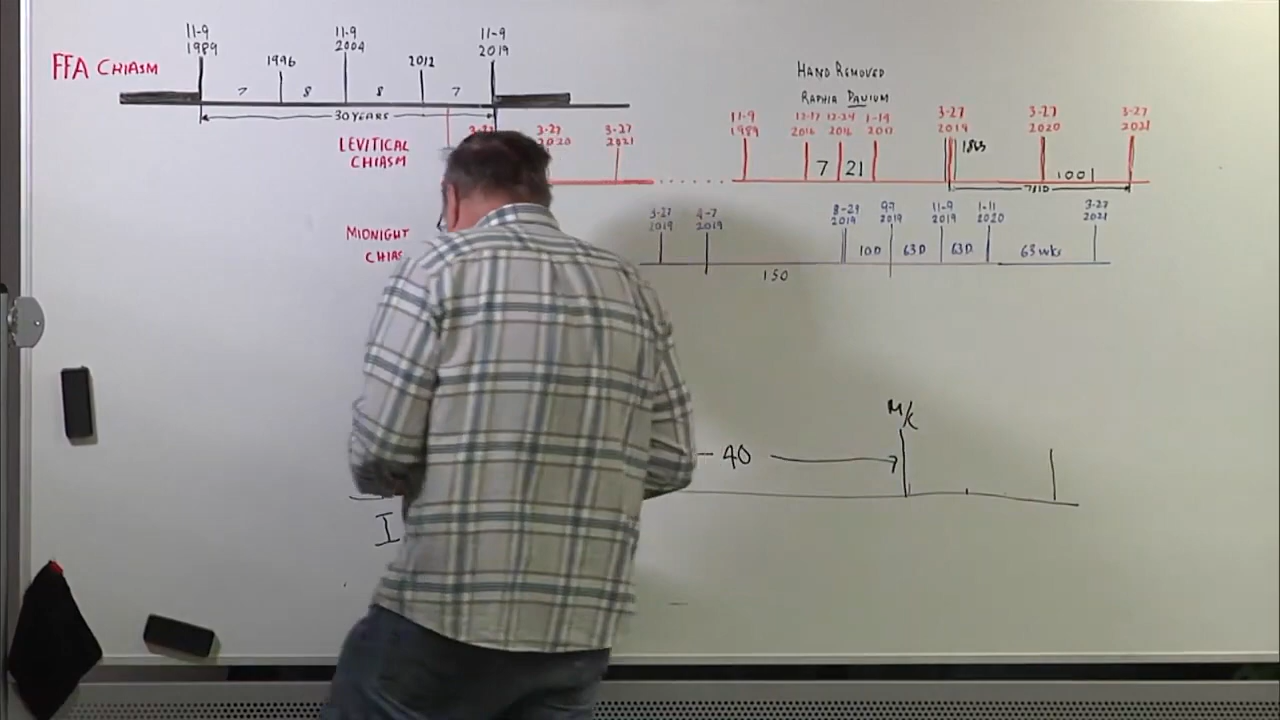 11-9 11-9 11-9
1989 2004 2019
1996 2012
FFA CHIASM
7 8 8 7
30 YEARS
HAND REMOVED
RAPHIA PANIUM
11-9 12-17 12-24 1-14 3-27 3-27 3-27
1989 2016 2016 2019 2020 2021
7 21 1863
100
3-27 3-27
2020 2021
LEVITICAL
CHIASM
3-27 4-7 8-29 9-7 11-9 1-11 3-27
2019 2019 2019 2019 2019 2020 2021
MIDNIGHT
10D 63D 63D 63 wks
150
M/C
- 40
I